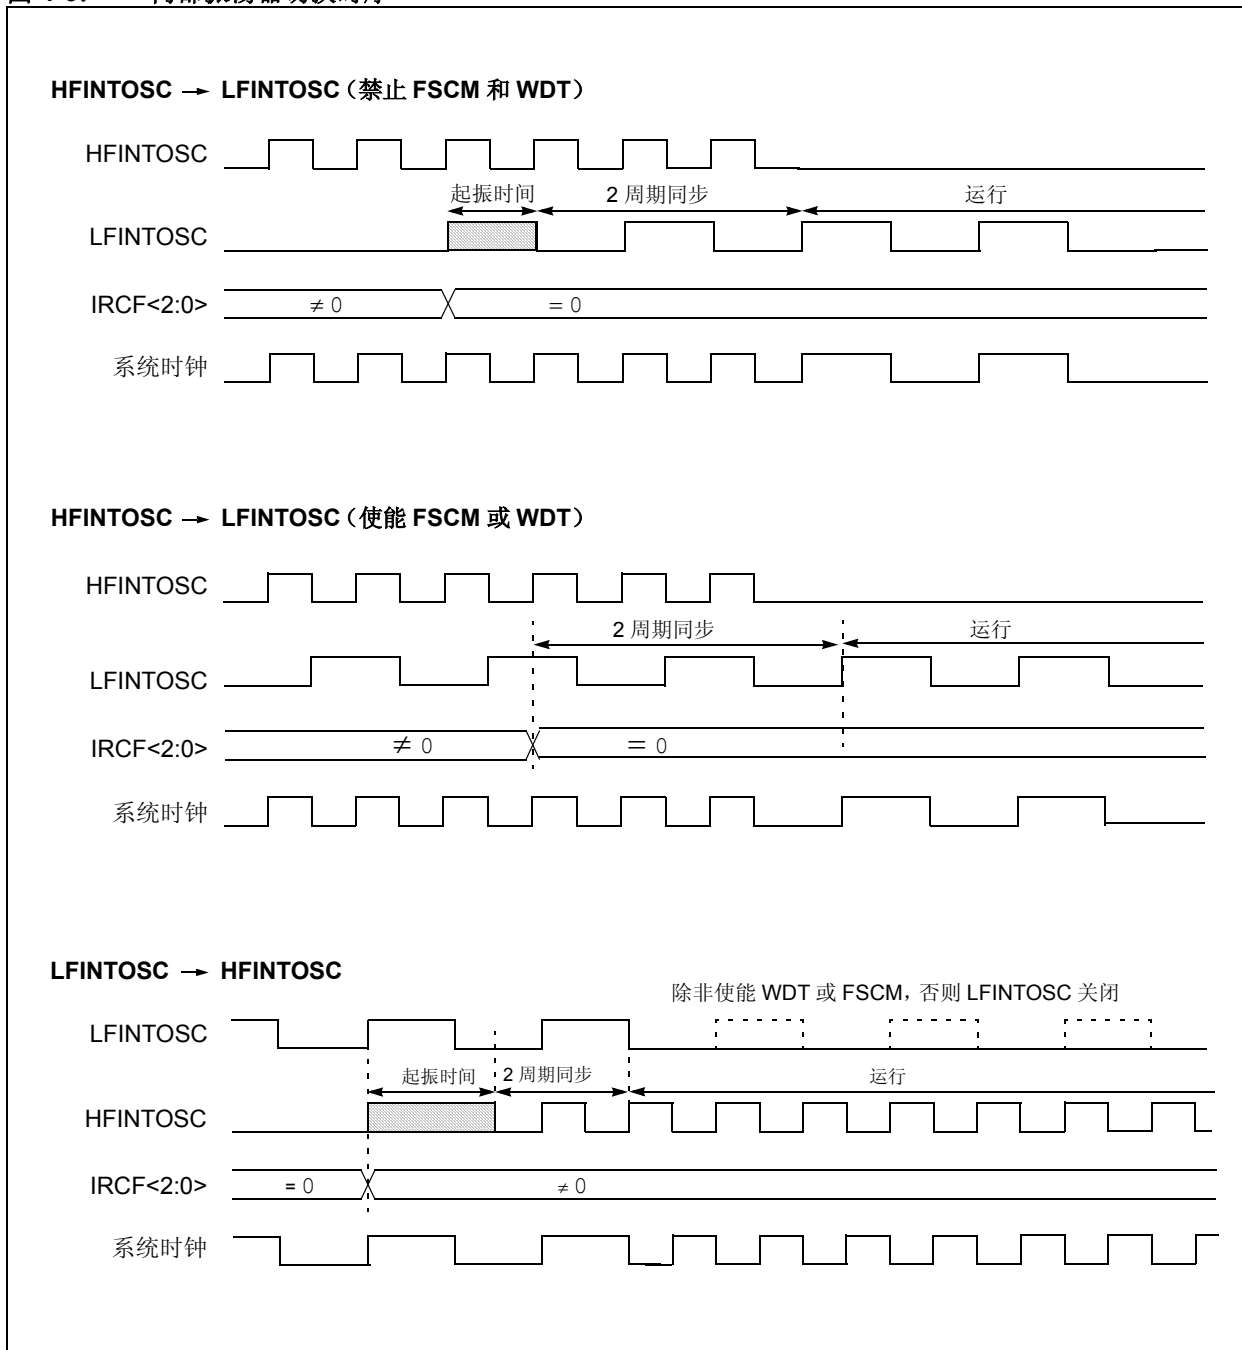 HFINTOSC → LFINTOSC（禁止 FSCM 和 WDT）
HFINTOSC
起振时间
2 周期同步
运行
LFINTOSC
IRCF<2:0>
≠ 0
= 0
系统时钟
HFINTOSC → LFINTOSC（使能 FSCM 或 WDT）
HFINTOSC
2 周期同步
运行
LFINTOSC
IRCF<2:0>
≠ 0
= 0
系统时钟
LFINTOSC → HFINTOSC
除非使能 WDT 或 FSCM，否则 LFINTOSC 关闭
LFINTOSC
起振时间
2 周期同步
运行
HFINTOSC
IRCF<2:0>
= 0
≠ 0
系统时钟